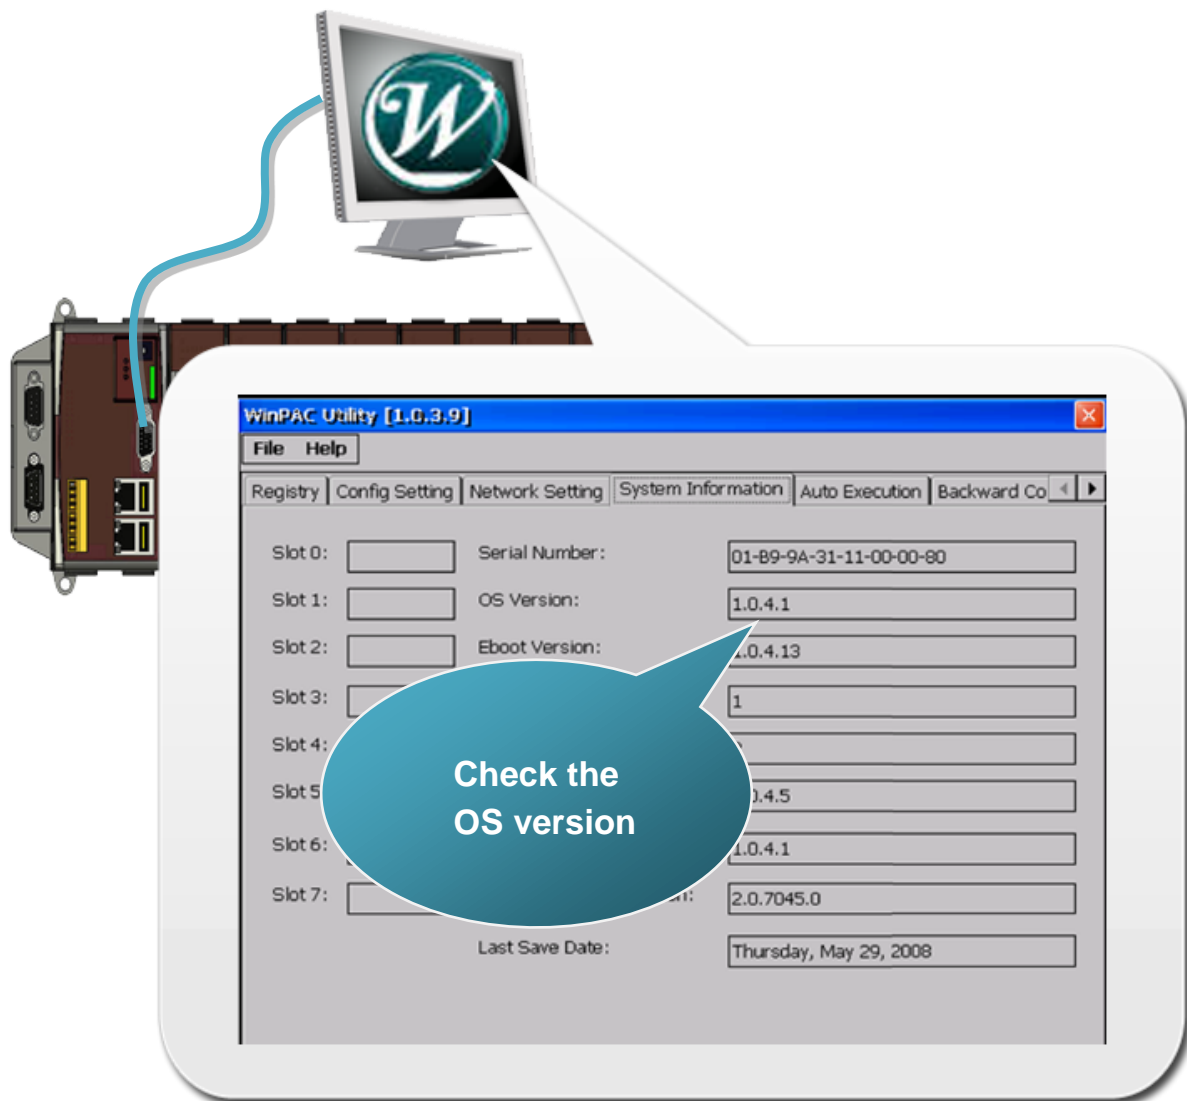 W
WinPAC Utility [1.0.3.9]
File Help
Registry Config Setting Network Setting System Information Auto Execution Backward Co
Slot 0: Serial Number: 01-B9-9A-31-11-00-00-80
Slot 1: OS Version: 1.0.4.1
Slot 2: Eboot Version: 1.0.4.13
Slot 3: 1
Slot 4:
Slot 5 0.4.5
Slot 6: 1.0.4.1
Slot 7: 2.0.7045.0
Last Save Date: Thursday, May 29, 2008
Check the
OS version